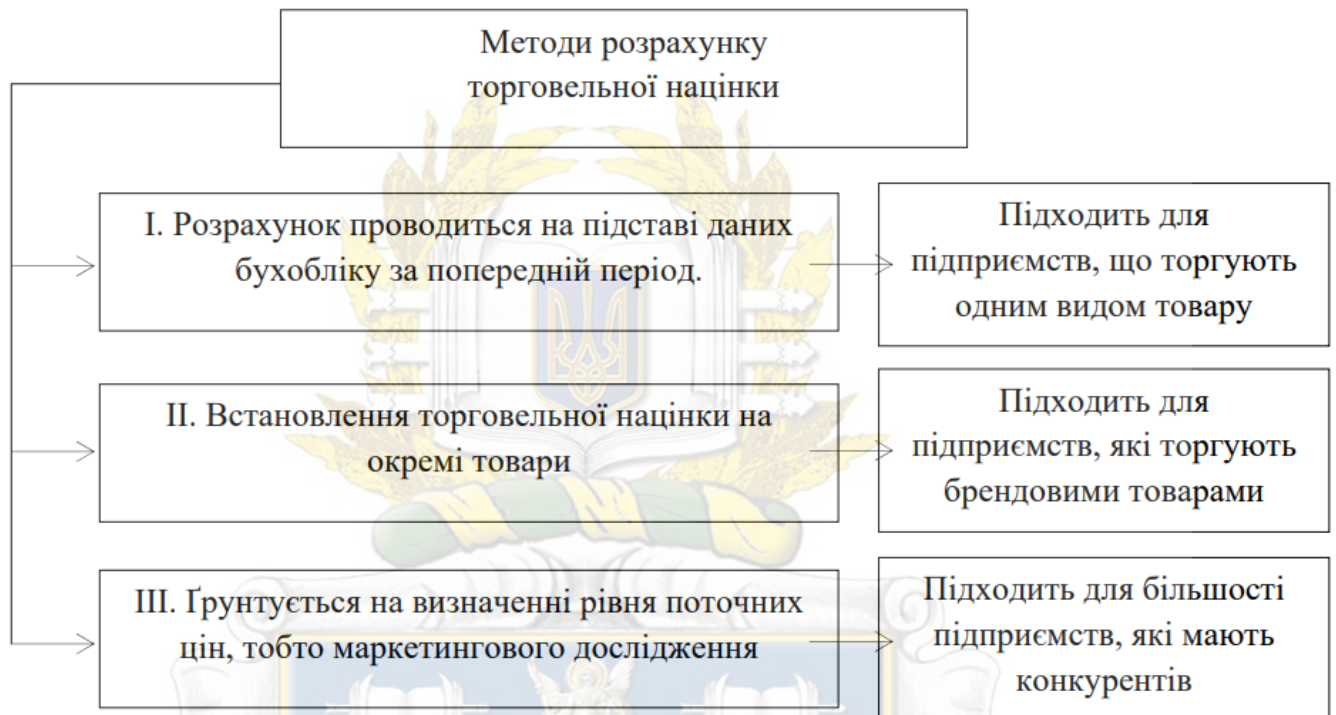 Методи розрахунку
торговельної націнки
І. Розрахунок проводиться на підставі даних
бухобліку за попередній період.
Підходить для
підприємств, що торгують
одним видом товару
ІІ. Встановлення торговельної націнки на
окремі товари
Підходить для
підприємств, які торгують
брендовими товарами
ІІІ. Ґрунтується на визначенні рівня поточних
цін, тобто маркетингового дослідження
Підходить для більшості
підприємств, які мають
конкурентів